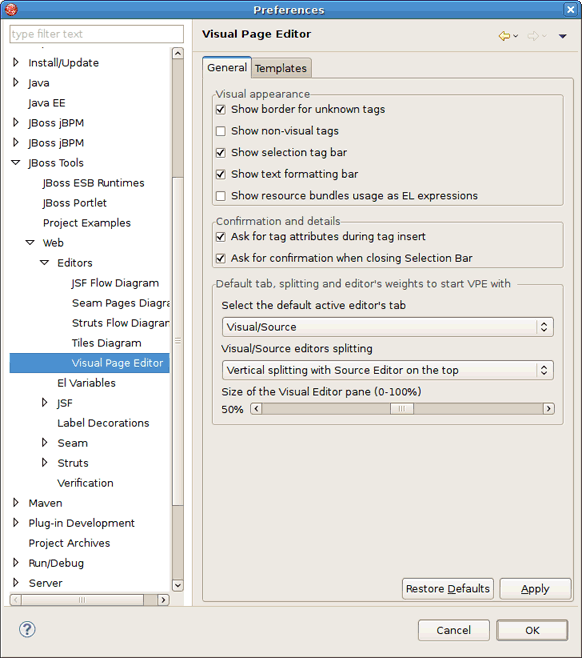 Preferences
type filter text
Install/Update
Java
Java EE
JBoss jBPM
JBoss jBPM
JBoss Tools
JBoss ESB Runtimes
JBoss Portlet
Project Examples
Web
Editors
JSF Flow Diagram
Seam Pages Diagra
Struts Flow Diagran
Tiles Diagram
Visual Page Editor
El Variables
JSF
Label Decorations
Seam
Struts
Verification
Maven
Plug-in Development
Project Archives
Run/Debug
Server
Visual Page Editor
General
Templates
Visual appearance
Show border for unknown tags
Show non-visual tags
Show selection tag bar
Show text formatting bar
Show resource bundles usage as EL expressions
Confirmation and details
Ask for tag attributes during tag insert
Ask for confirmation when closing Selection Bar
Default tab, splitting and editor's weights to start VPE with
Select the default active editor's tab
Visual/Source
Visual/Source editors splitting
Vertical splitting with Source Editor on the top
Size of the Visual Editor pane (0-100%)
50%
Restore Defaults
Apply
?
Cancel
OK